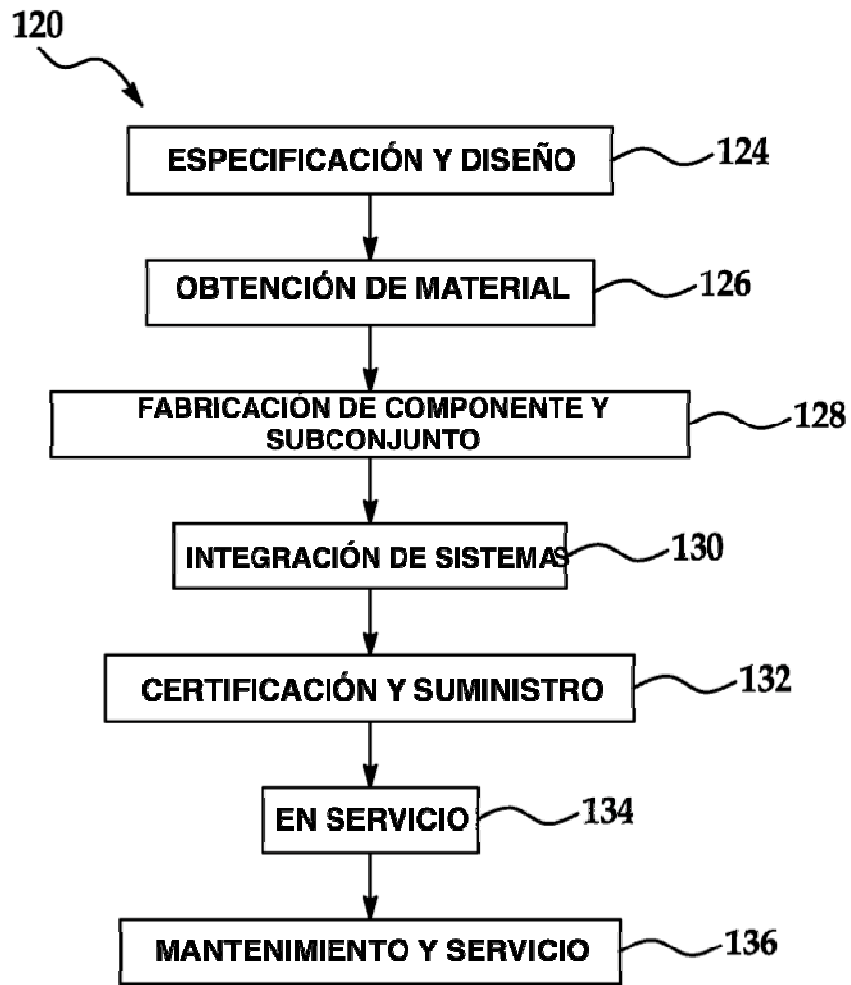 120
ESPECIFICACIÓN Y DISEÑO
124
OBTENCIÓN DE MATERIAL
126
FABRICACIÓN DE COMPONENTE Y
SUBCONJUNTO
128
INTEGRACIÓN DE SISTEMAS
130
CERTIFICACIÓN Y SUMINISTRO
132
EN SERVICIO
134
MANTENIMIENTO Y SERVICIO
136